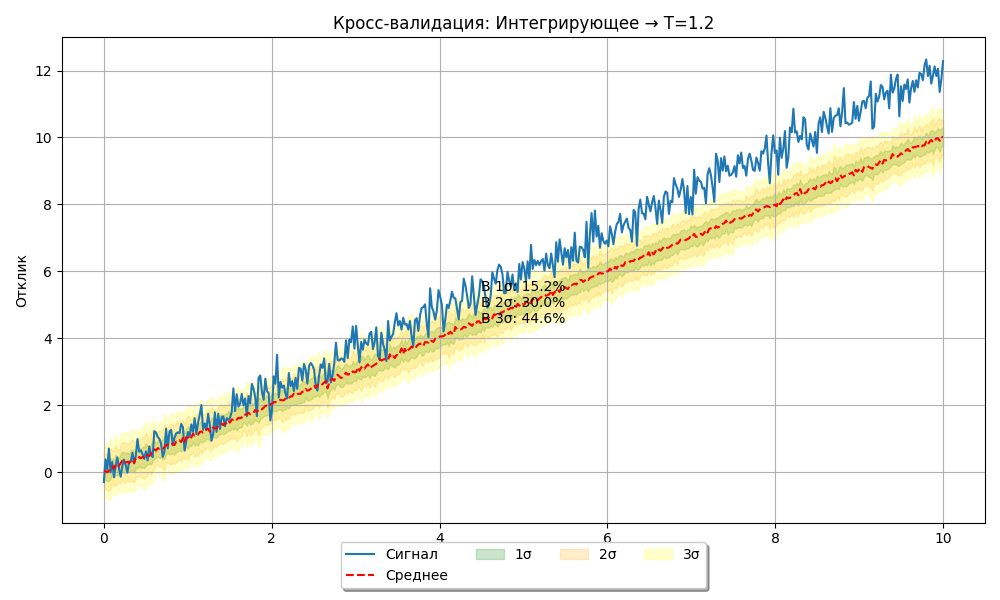 Кросс-валидация: Интегрирующее → T=1.2
12
10
8
6
4
2
0
Отклик
В 1σ: 15.2%
В 2σ: 30.0%
В 3σ: 44.6%
0
2
4
6
8
10
Сигнал
Среднее
1σ
2σ
3σ